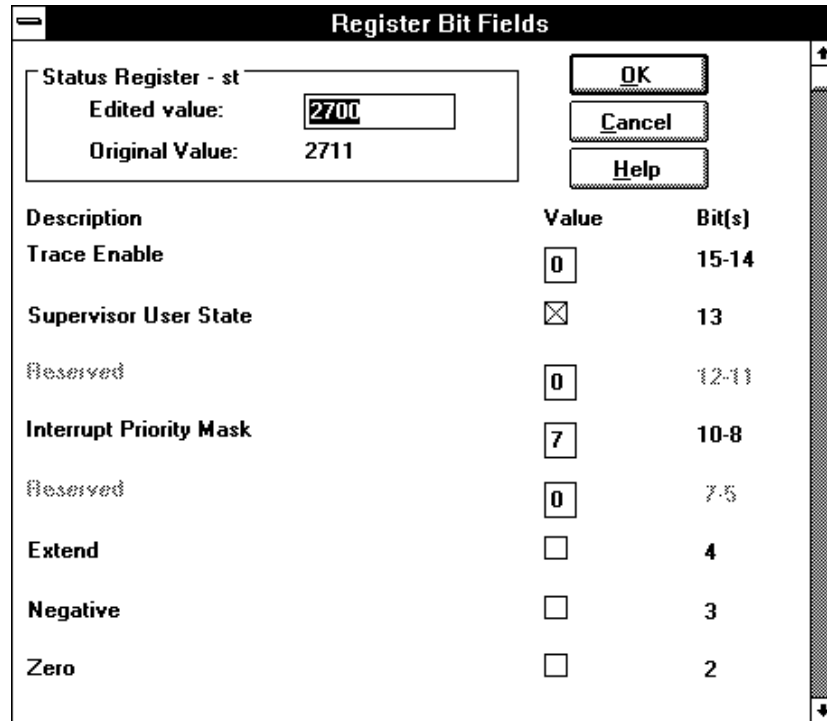 Register Bit Fields
Status Register - st
Edited value: 2700
Original Value: 2711
OK
Cancel
Help
Description Value Bit(s)
Trace Enable 0 15-14
Supervisor User State 13
Reserved 0 12-11
Interrupt Priority Mask 7 10-8
Reserved 0 7-5
Extend 4
Negative 3
Zero 2